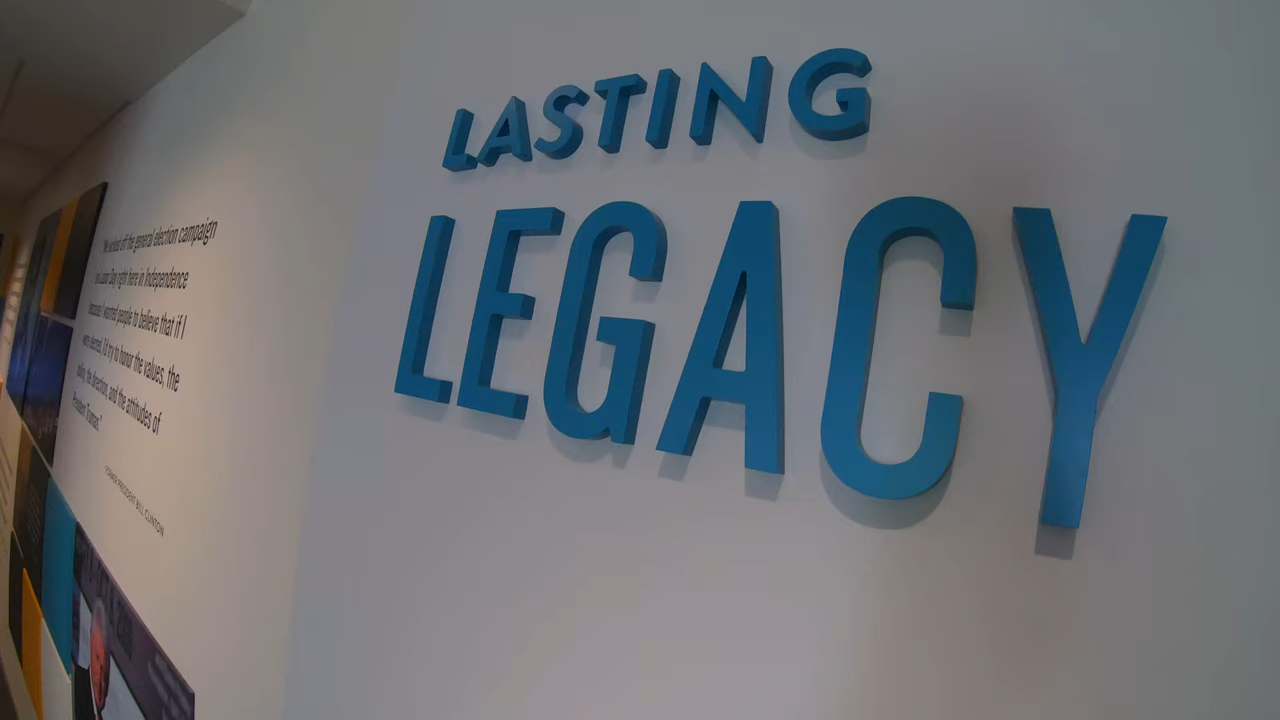 LASTING
LEGACY
"We kicked off the general election campaign
on Labor Day right here in Independence
because I wanted people to believe that if I
were elected, I'd try to honor the values, the
policy, the direction, and the attitudes of
President Truman."
FORMER PRESIDENT BILL CLINTON